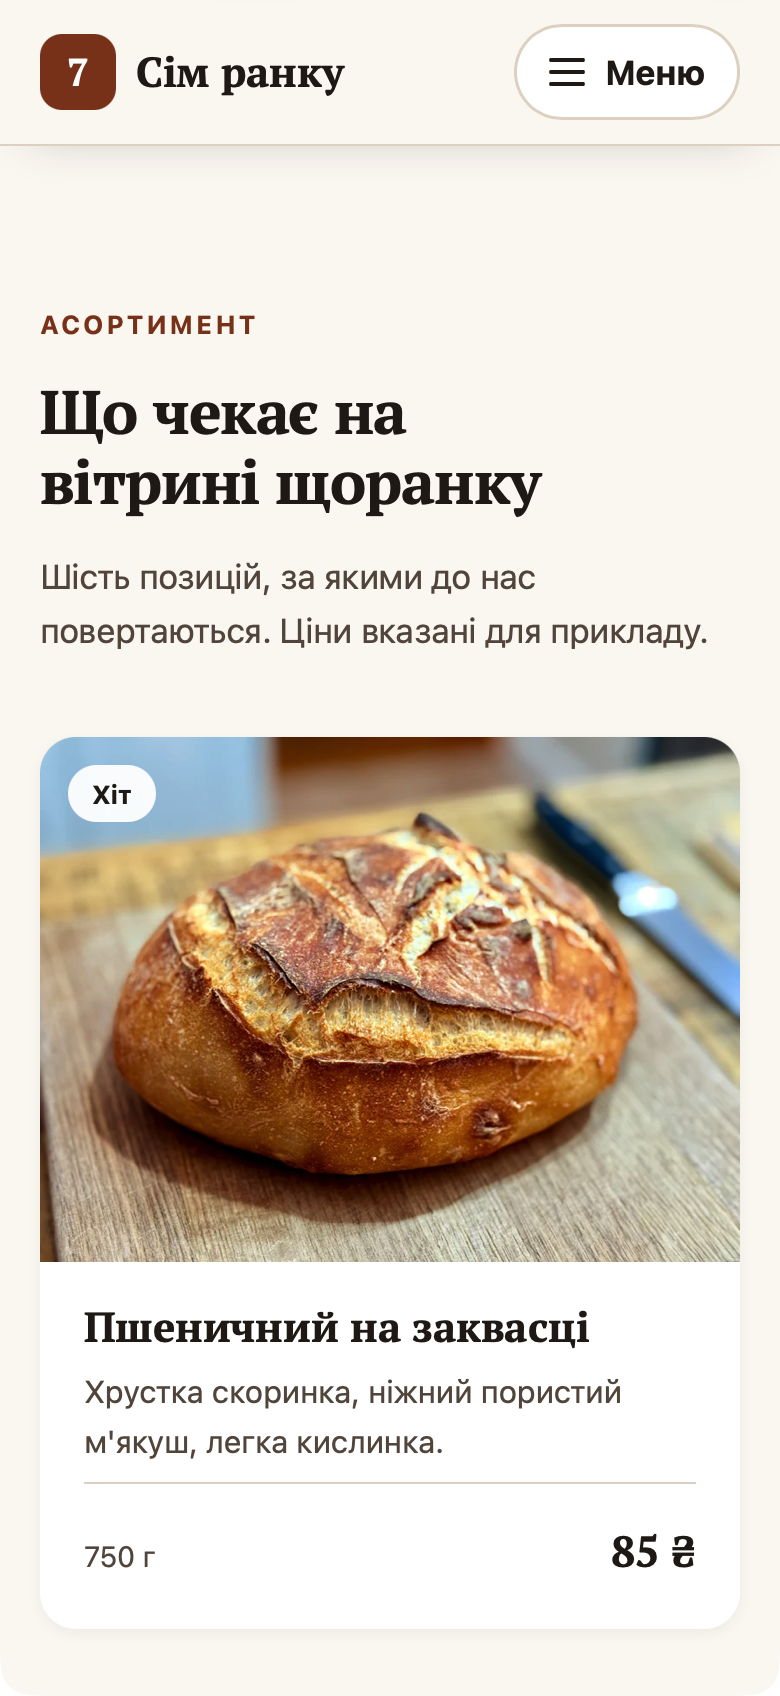 7
Сім ранку
Меню
АСОРТИМЕНТ
Що чекає на
вітрині щоранку
Шість позицій, за якими до нас
повертаються. Ціни вказані для прикладу.
Хіт
Пшеничний на заквасці
Хрустка скоринка, ніжний пористий
м'якуш, легка кислинка.
750 г
85 ₴